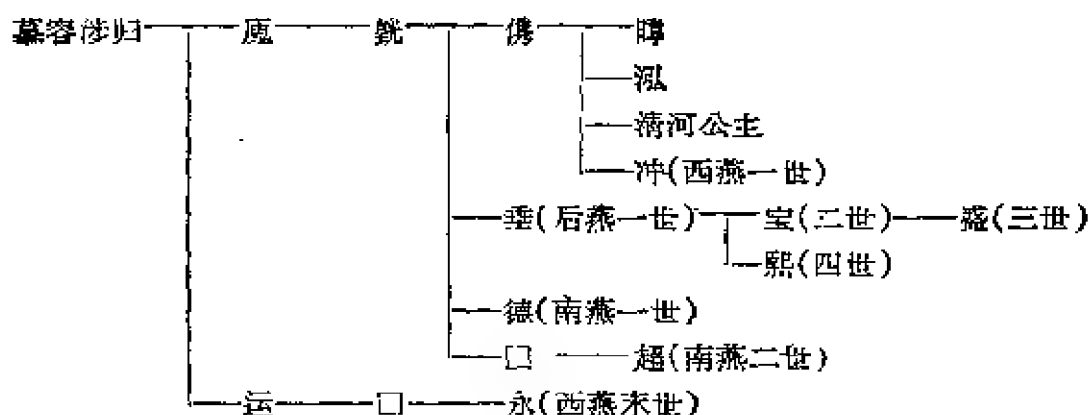 慕容涉归 廆 皝 儁 暐
泓
清河公主
冲(西燕一世)
垂(后燕一世) 宝(二世) 盛(三世)
熙(四世)
德(南燕一世)
□ 超(南燕二世)
运 □ 永(西燕末世)